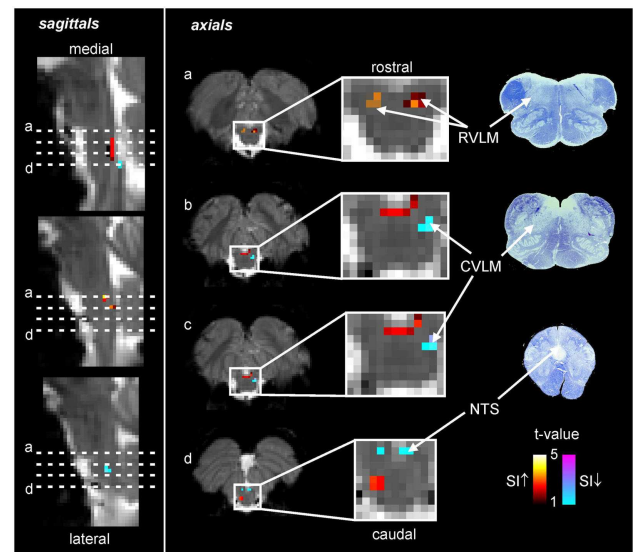 sagittals
medial
a
d
a
d
a
d
lateral
axials
a
rostral
RVLM
b
CVLM
c
NTS
d
caudal
t-value
SI↑
5
1
SI↓